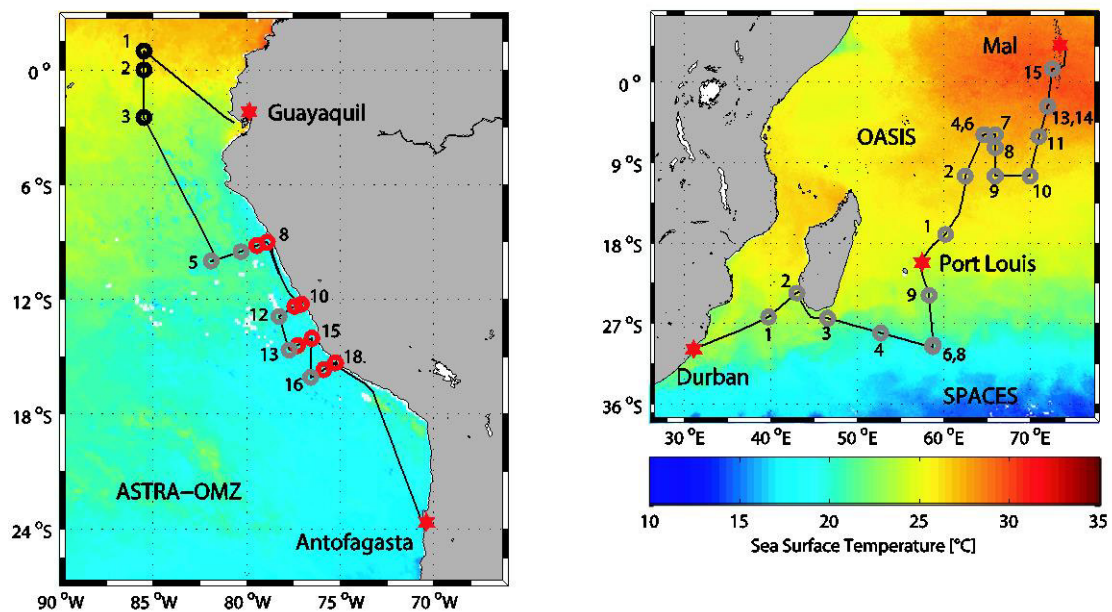 1
0°
2
3
Guayaquil
6 °S
5
8
10
12 °S
12
15
13
16
18.
18 °S
ASTRA-OMZ
24 °S
Antofagasta
90 °W 85 °W 80 °W 75 °W 70 °W
Mal
15
0°
4,6 7 13,14
OASIS
8 11
9 °S
2 9 10
18 °S
1
Port Louis
2
9
27 °S
1 3 4 6,8
Durban
SPACES
36 °S
30 °E 40 °E 50 °E 60 °E 70 °E
10 15 20 25 30 35
Sea Surface Temperature [°C]